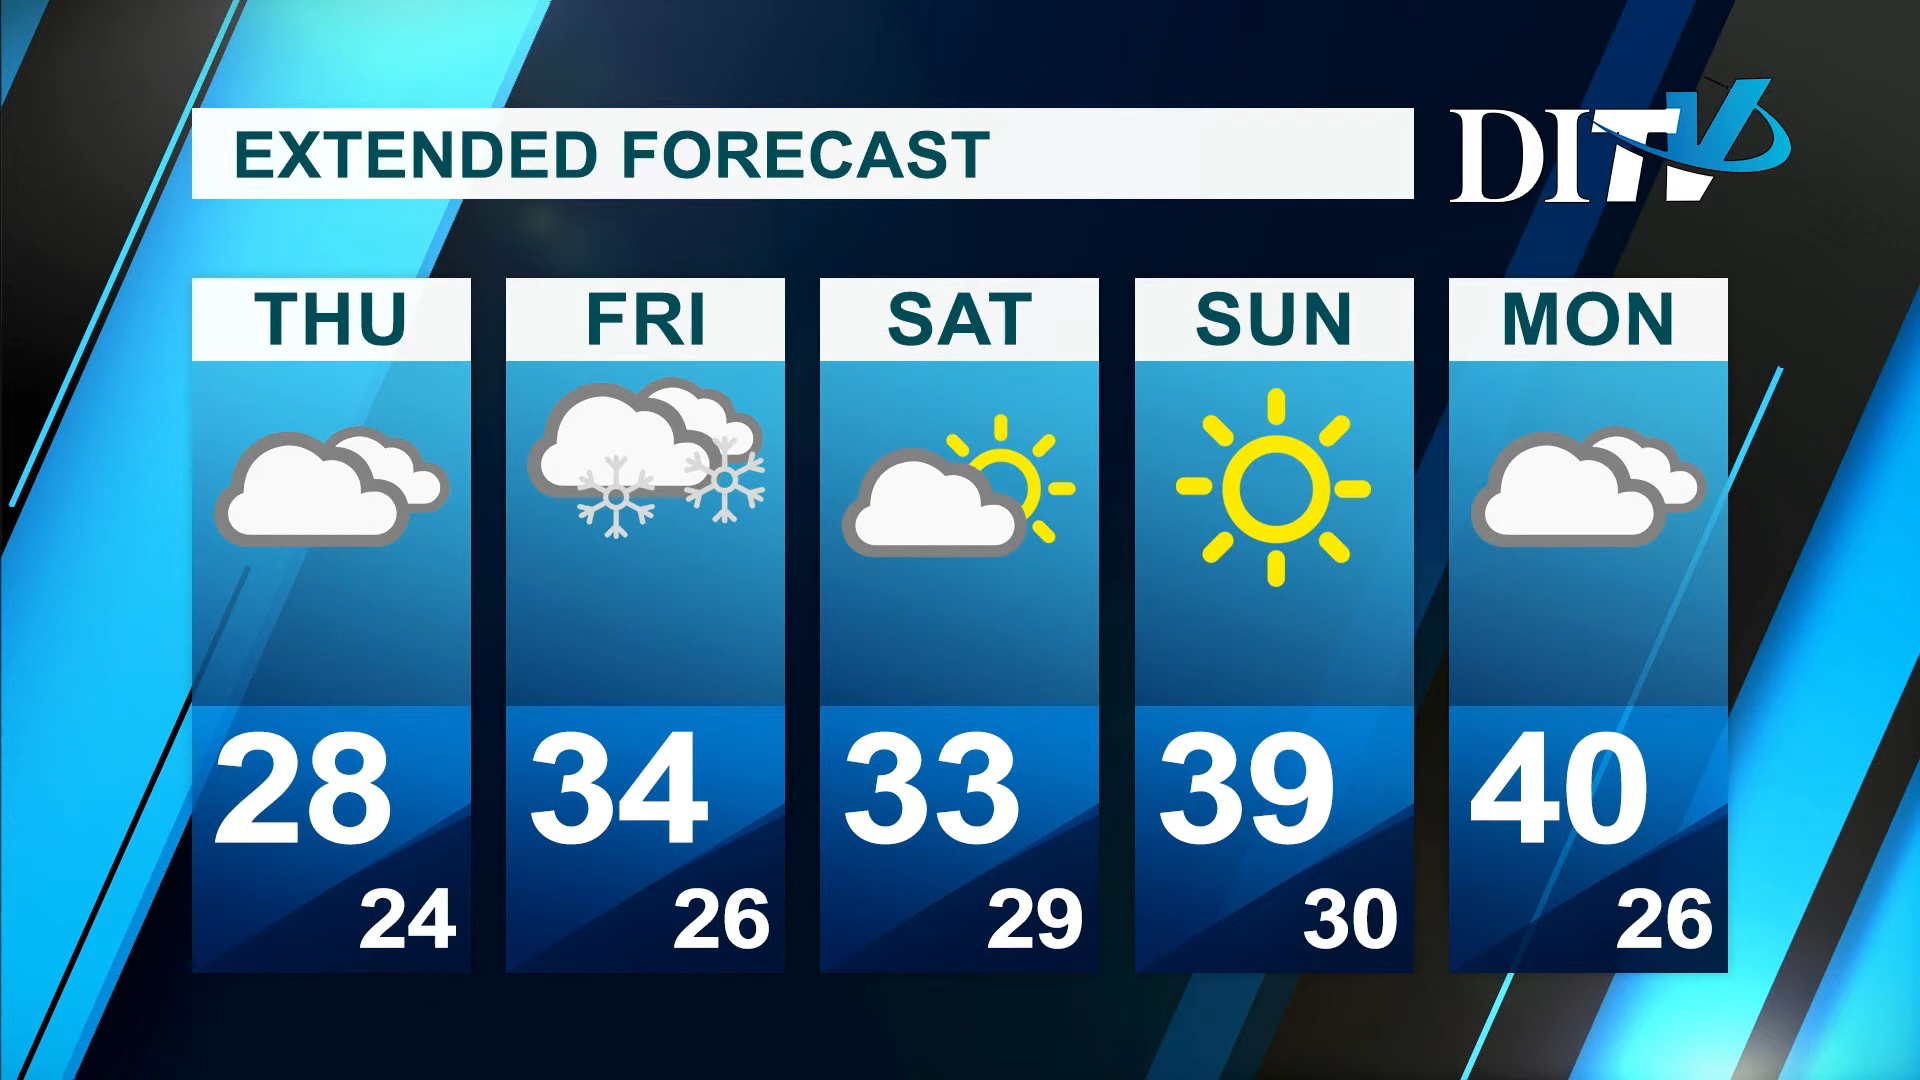 EXTENDED FORECAST
DITV
THU FRI SAT SUN MON
28 34 33 39 40
24 26 29 30 26